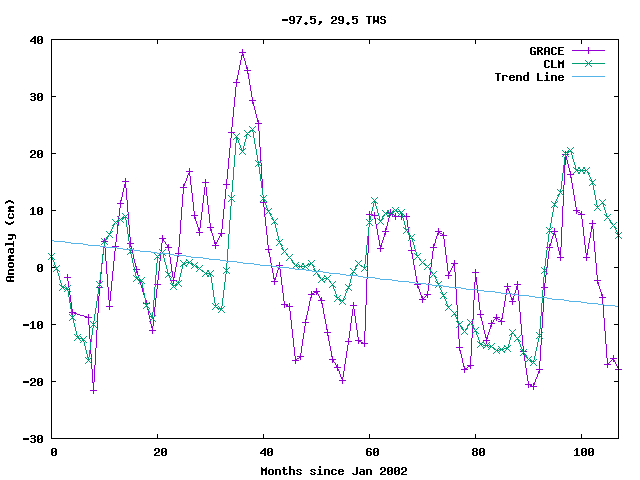 -97.5, 29.5 TWS
GRACE
CLM
Trend Line
40
30
20
10
0
-10
-20
-30
Anomaly (cm)
0 20 40 60 80 100
Months since Jan 2002